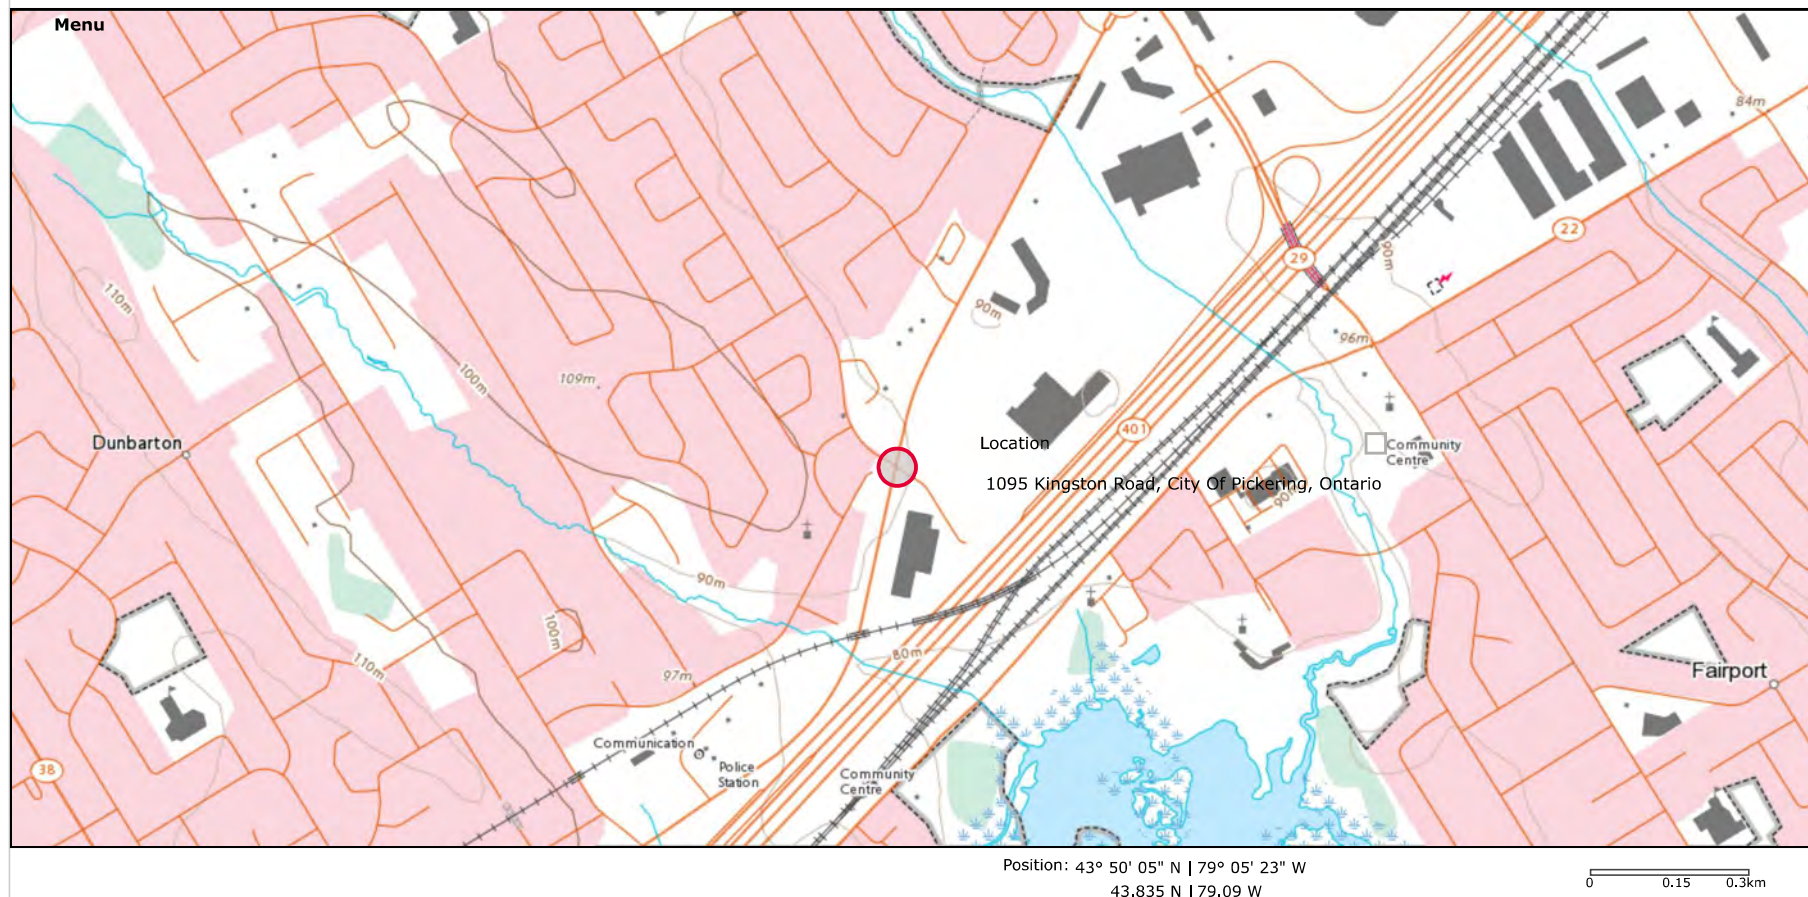 Menu
84m
22
29
90m
110m
90m
96m
100m
109m
401
Dunbarton
Location
Community
Centre
1095 Kingston Road, City Of Pickering, Ontario
90m
90m
100m
80m
110m
97m
Fairport
Communication
Police
Station
Community
Centre
38
Position: 43° 50' 05" N | 79° 05' 23" W
43.835 N | 79.09 W
0 0.15 0.3km